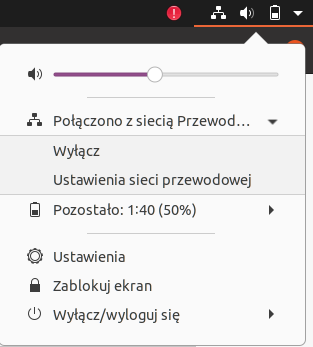 Połączono z siecią Przewod...
Wyłącz
Ustawienia sieci przewodowej
Pozostało: 1:40 (50%)
Ustawienia
Zablokuj ekran
Wyłącz/wyloguj się